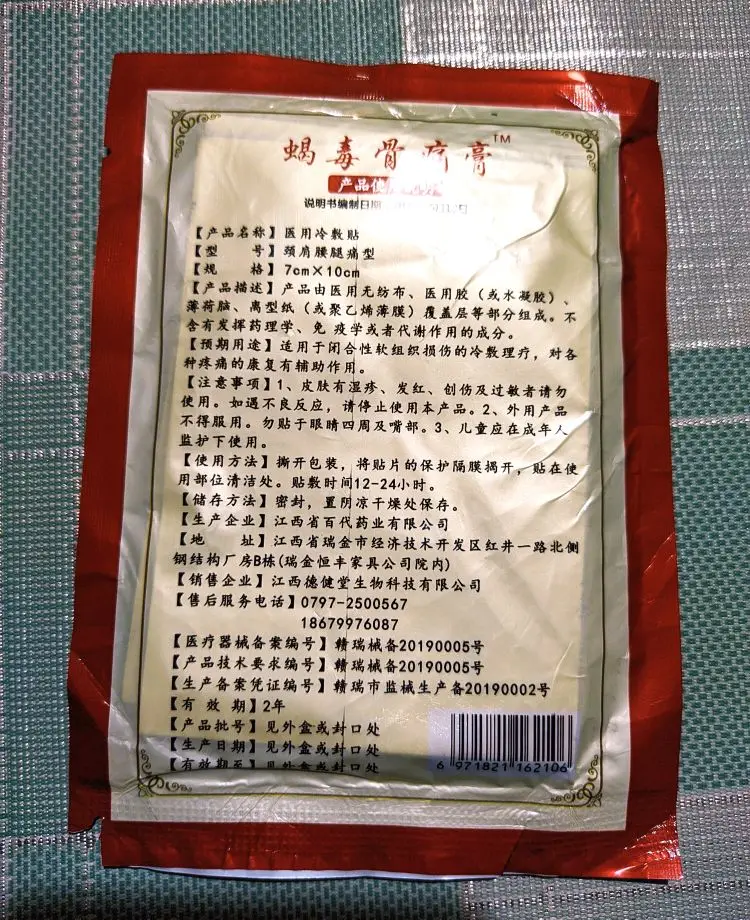 蝎毒骨痛膏™
产品使
说明书编制日期
【产品名称】医用冷敷贴
【型 号】颈肩腰腿痛型
【规 格】7cm×10cm
【产品描述】产品由医用无纺布、医用胶（或水凝胶）、
薄荷脑、离型纸（或聚乙烯薄膜）覆盖层等部分组成。不
含有发挥药理学、免 疫学或者代谢作用的成分。
【预期用途】适用于闭合性软组织损伤的冷敷理疗，对各
种疼痛的康复有辅助作用。
【注意事项】1、皮肤有湿疹、发红、创伤及过敏者请勿
使用。如遇不良反应，请停止使用本产品。2、外用产品
不得服用。勿贴于眼睛四周及嘴部。3、儿童应在成年人
监护下使用。
【使用方法】撕开包装，将贴片的保护隔膜揭开，贴在使
用部位清洁处。贴敷时间12-24小时。
【储存方法】密封，置阴凉干燥处保存。
【生产企业】江西省百代药业有限公司
【地 址】江西省瑞金市经济技术开发区红井一路北侧
钢结构厂房B栋(瑞金恒丰家具公司院内)
【销售企业】江西德健堂生物科技有限公司
【售后服务电话】0797-2500567
18679976087
【医疗器械备案编号】赣瑞械备20190005号
【产品技术要求编号】赣瑞械备20190005号
【生产备案凭证编号】赣瑞市监械生产备20190002号
【有 效 期】2年
【产品批号】见外盒或封口处
【生产日期】见外盒或封口处
【有效期至】见外盒或封口处
6 971821 162106